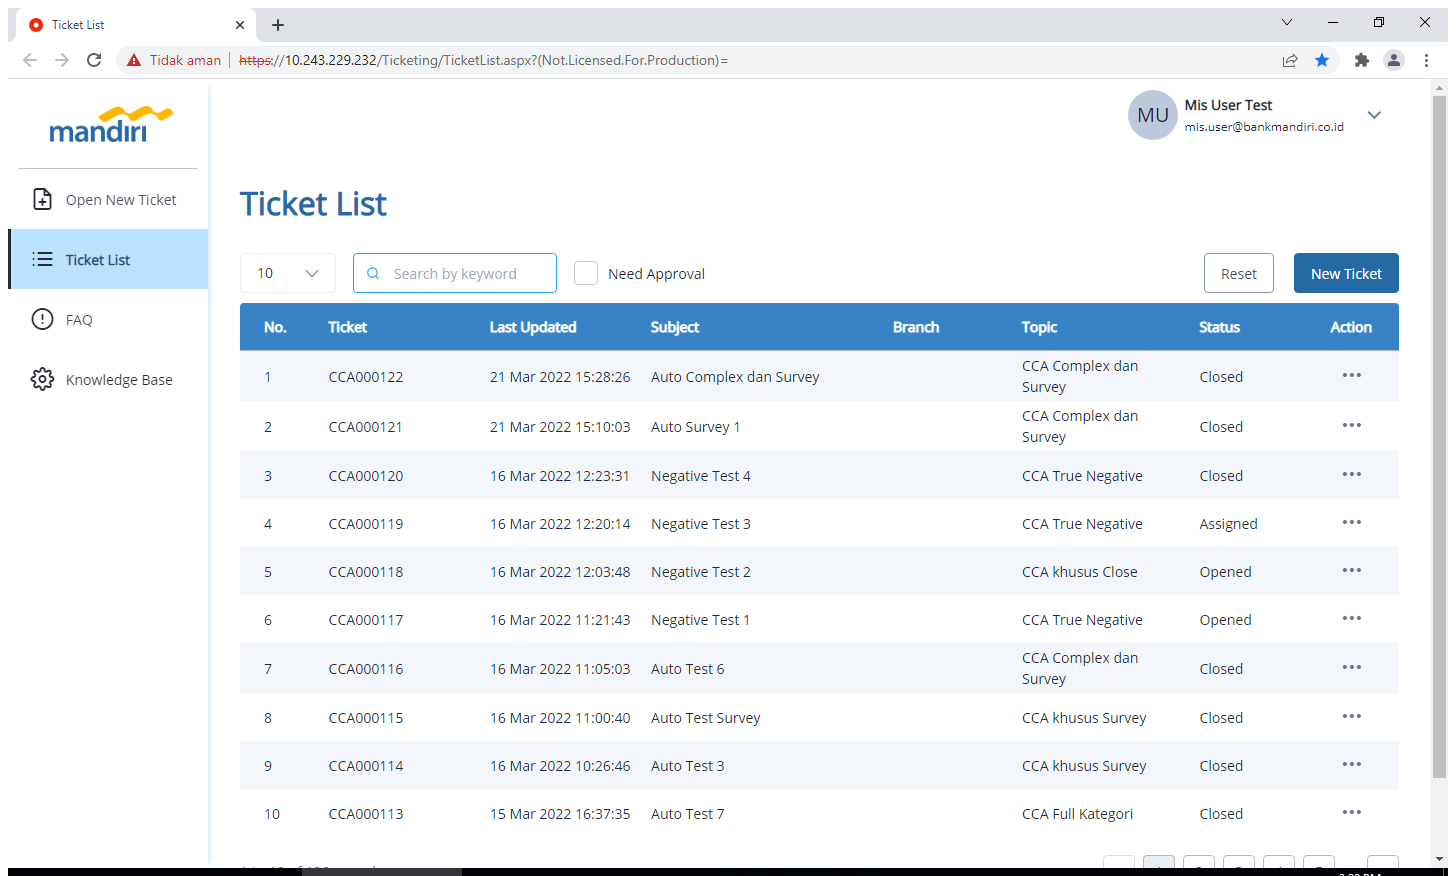 Ticket List
Tidak aman
https://10.243.229.232/Ticketing/TicketList.aspx?(Not.Licensed.For.Production)=
mandiri
MU
Mis User Test
mis.user@bankmandiri.co.id
Open New Ticket
Ticket List
FAQ
Knowledge Base
Ticket List
10
Search by keyword
Need Approval
Reset
New Ticket
No. Ticket Last Updated Subject Branch Topic Status Action
1 CCA000122 21 Mar 2022 15:28:26 Auto Complex dan Survey CCA Complex dan Survey Closed
2 CCA000121 21 Mar 2022 15:10:03 Auto Survey 1 CCA Complex dan Survey Closed
3 CCA000120 16 Mar 2022 12:23:31 Negative Test 4 CCA True Negative Closed
4 CCA000119 16 Mar 2022 12:20:14 Negative Test 3 CCA True Negative Assigned
5 CCA000118 16 Mar 2022 12:03:48 Negative Test 2 CCA khusus Close Opened
6 CCA000117 16 Mar 2022 11:21:43 Negative Test 1 CCA True Negative Opened
7 CCA000116 16 Mar 2022 11:05:03 Auto Test 6 CCA Complex dan Survey Closed
8 CCA000115 16 Mar 2022 11:00:40 Auto Test Survey CCA khusus Survey Closed
9 CCA000114 16 Mar 2022 10:26:46 Auto Test 3 CCA khusus Survey Closed
10 CCA000113 15 Mar 2022 16:37:35 Auto Test 7 CCA Full Kategori Closed